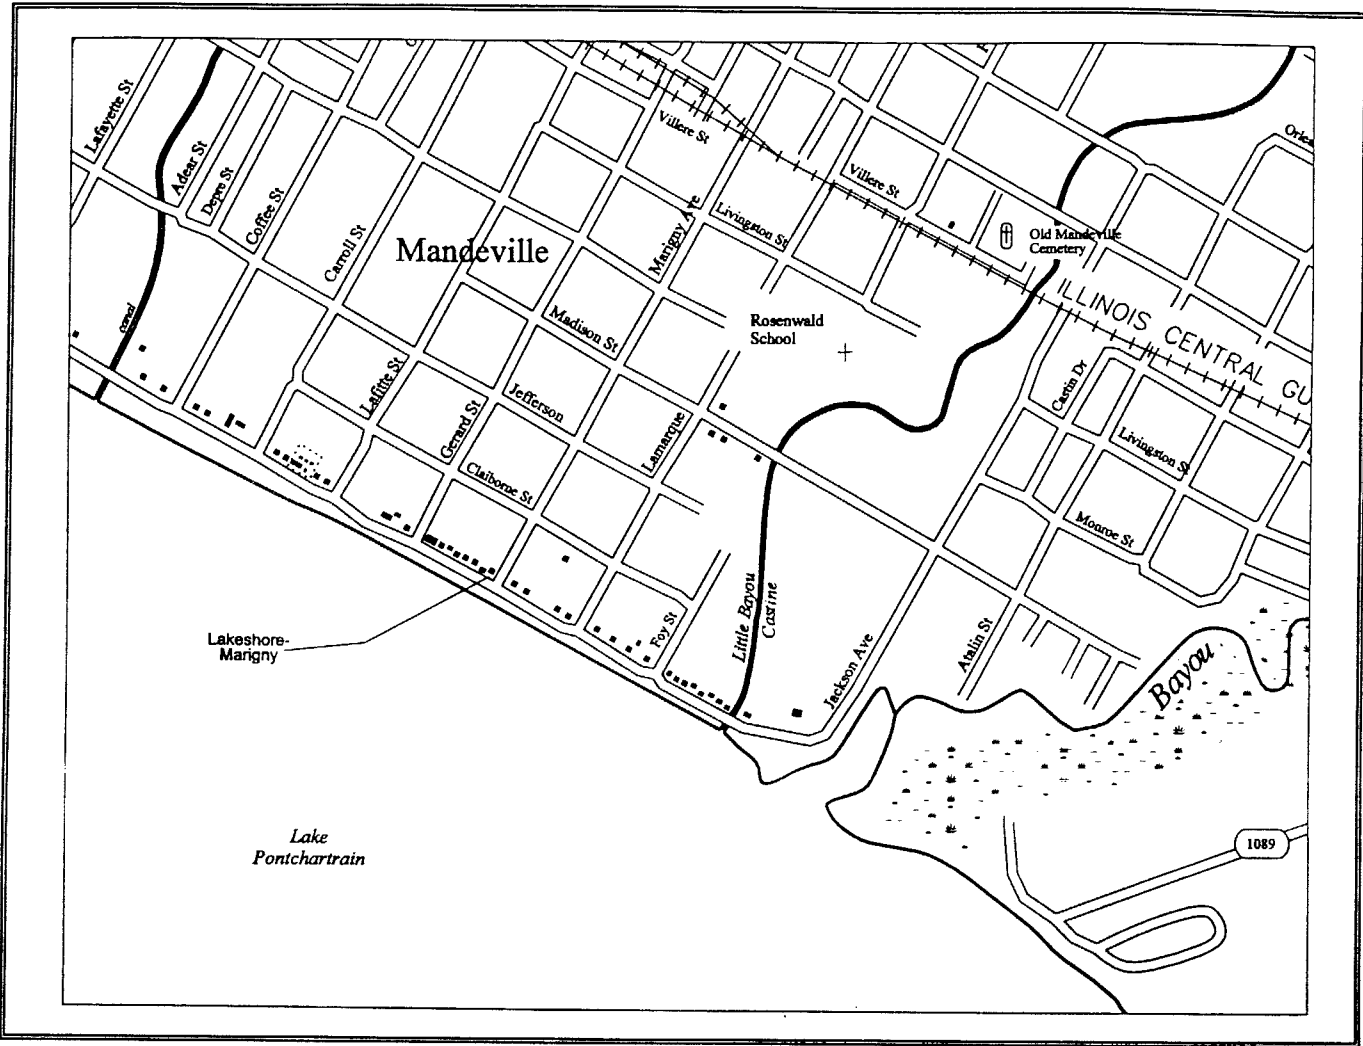 Lafayette St
Adear St
Depre St
Coffee St
Carroll St
Mandeville
Villere St
Marigny Ave
Livingston St
Villere St
Old Mandeville
Cemetery
ILLINOIS CENTRAL GU
Rosenwald
School
canal
Madison St
Lafitte St
Jefferson
Gerard St
Claiborne St
Lamarque
Castin Dr
Livingston St
Monroe St
Lakeshore-
Marigny
Foy St
Little Bayou
Castine
Jackson Ave
Atalin St
Bayou
Lake
Pontchartrain
1089